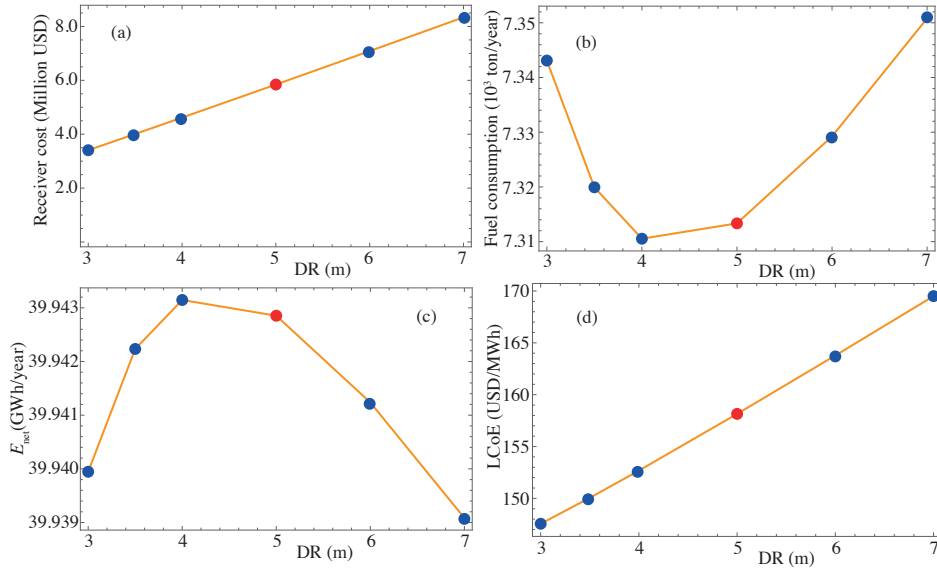 (a)
Receiver cost (Million USD)
8.0
6.0
4.0
2.0
3 4 5 6 7
DR (m)
(b)
Fuel consumption (10³ ton/year)
7.35
7.34
7.33
7.32
7.31
3 4 5 6 7
DR (m)
(c)
E_net(GWh/year)
39.943
39.942
39.941
39.940
39.939
3 4 5 6 7
DR (m)
(d)
LCoE (USD/MWh)
170
165
160
155
150
3 4 5 6 7
DR (m)